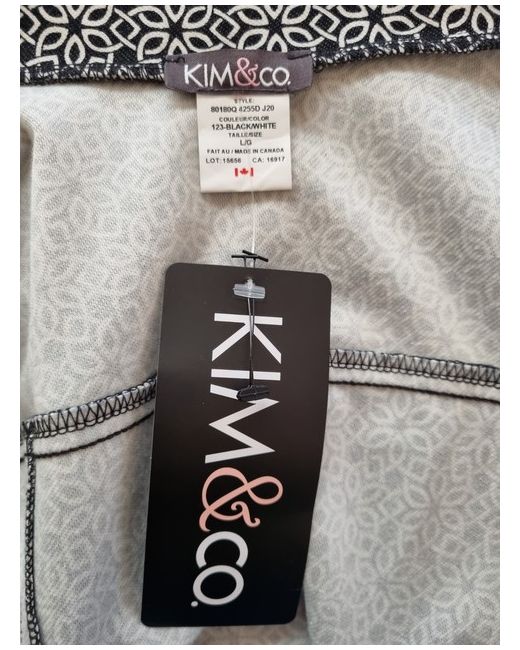 KIM&CO.
STYLE:
80180Q 4255D J20
COULEUR/COLOR
123-BLACK/WHITE
TAILLE/SIZE
L/G
FAIT AU / MADE IN CANADA
LOT:15656 CA: 16917
KIM&CO.